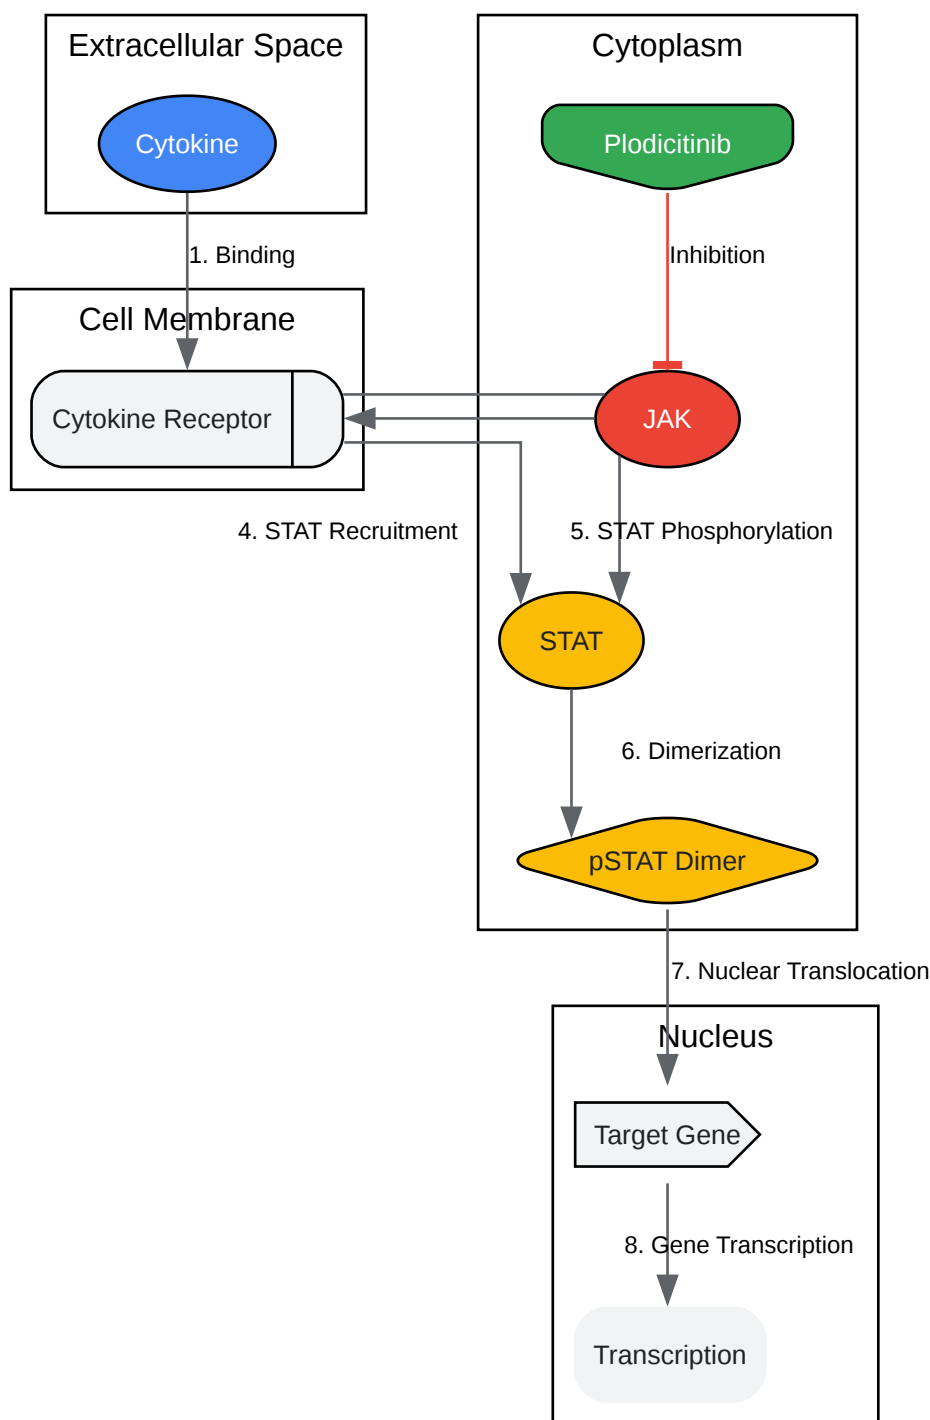 Extracellular Space
Cytoplasm
Cytokine
Plodicitinib
1. Binding
Inhibition
Cell Membrane
Cytokine Receptor
JAK
4. STAT Recruitment
5. STAT Phosphorylation
STAT
6. Dimerization
pSTAT Dimer
7. Nuclear Translocation
Nucleus
Target Gene
8. Gene Transcription
Transcription